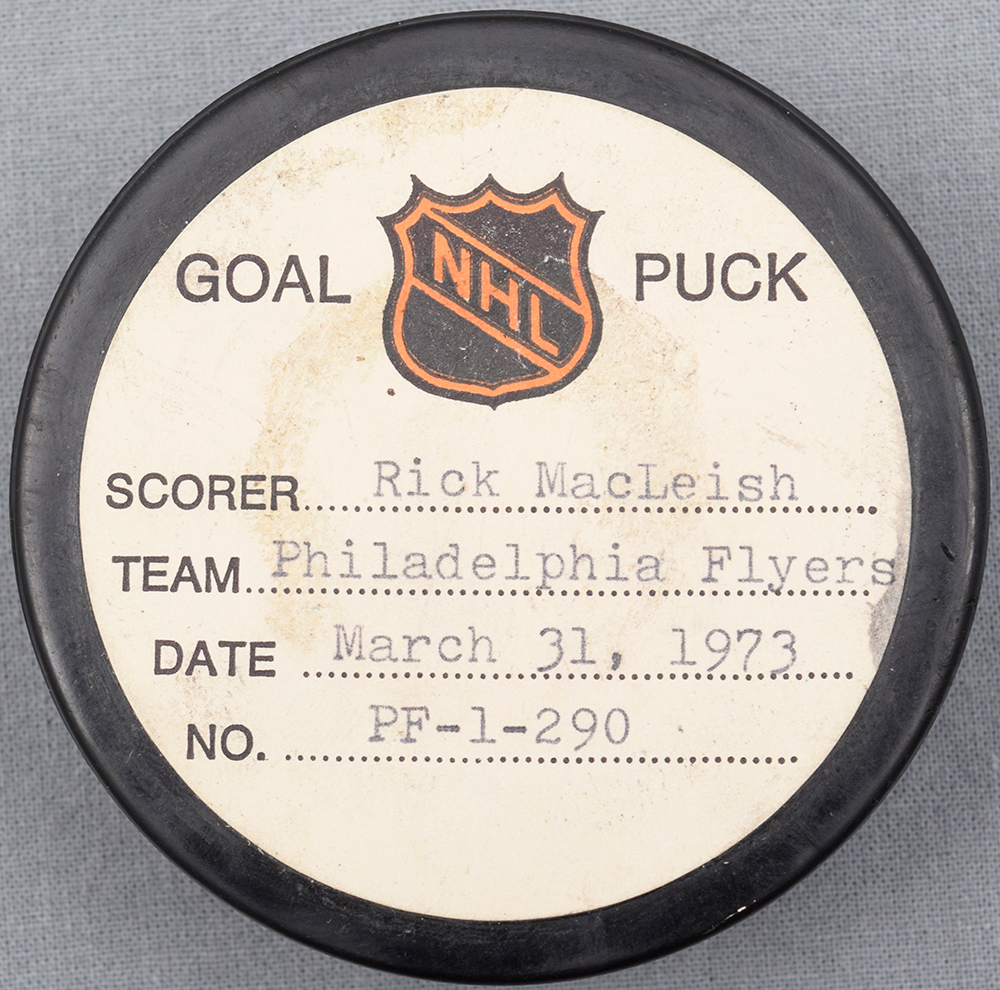 GOAL NHL PUCK
SCORER Rick MacLeish
TEAM Philadelphia Flyers
DATE March 31, 1973
NO. PF-1-290